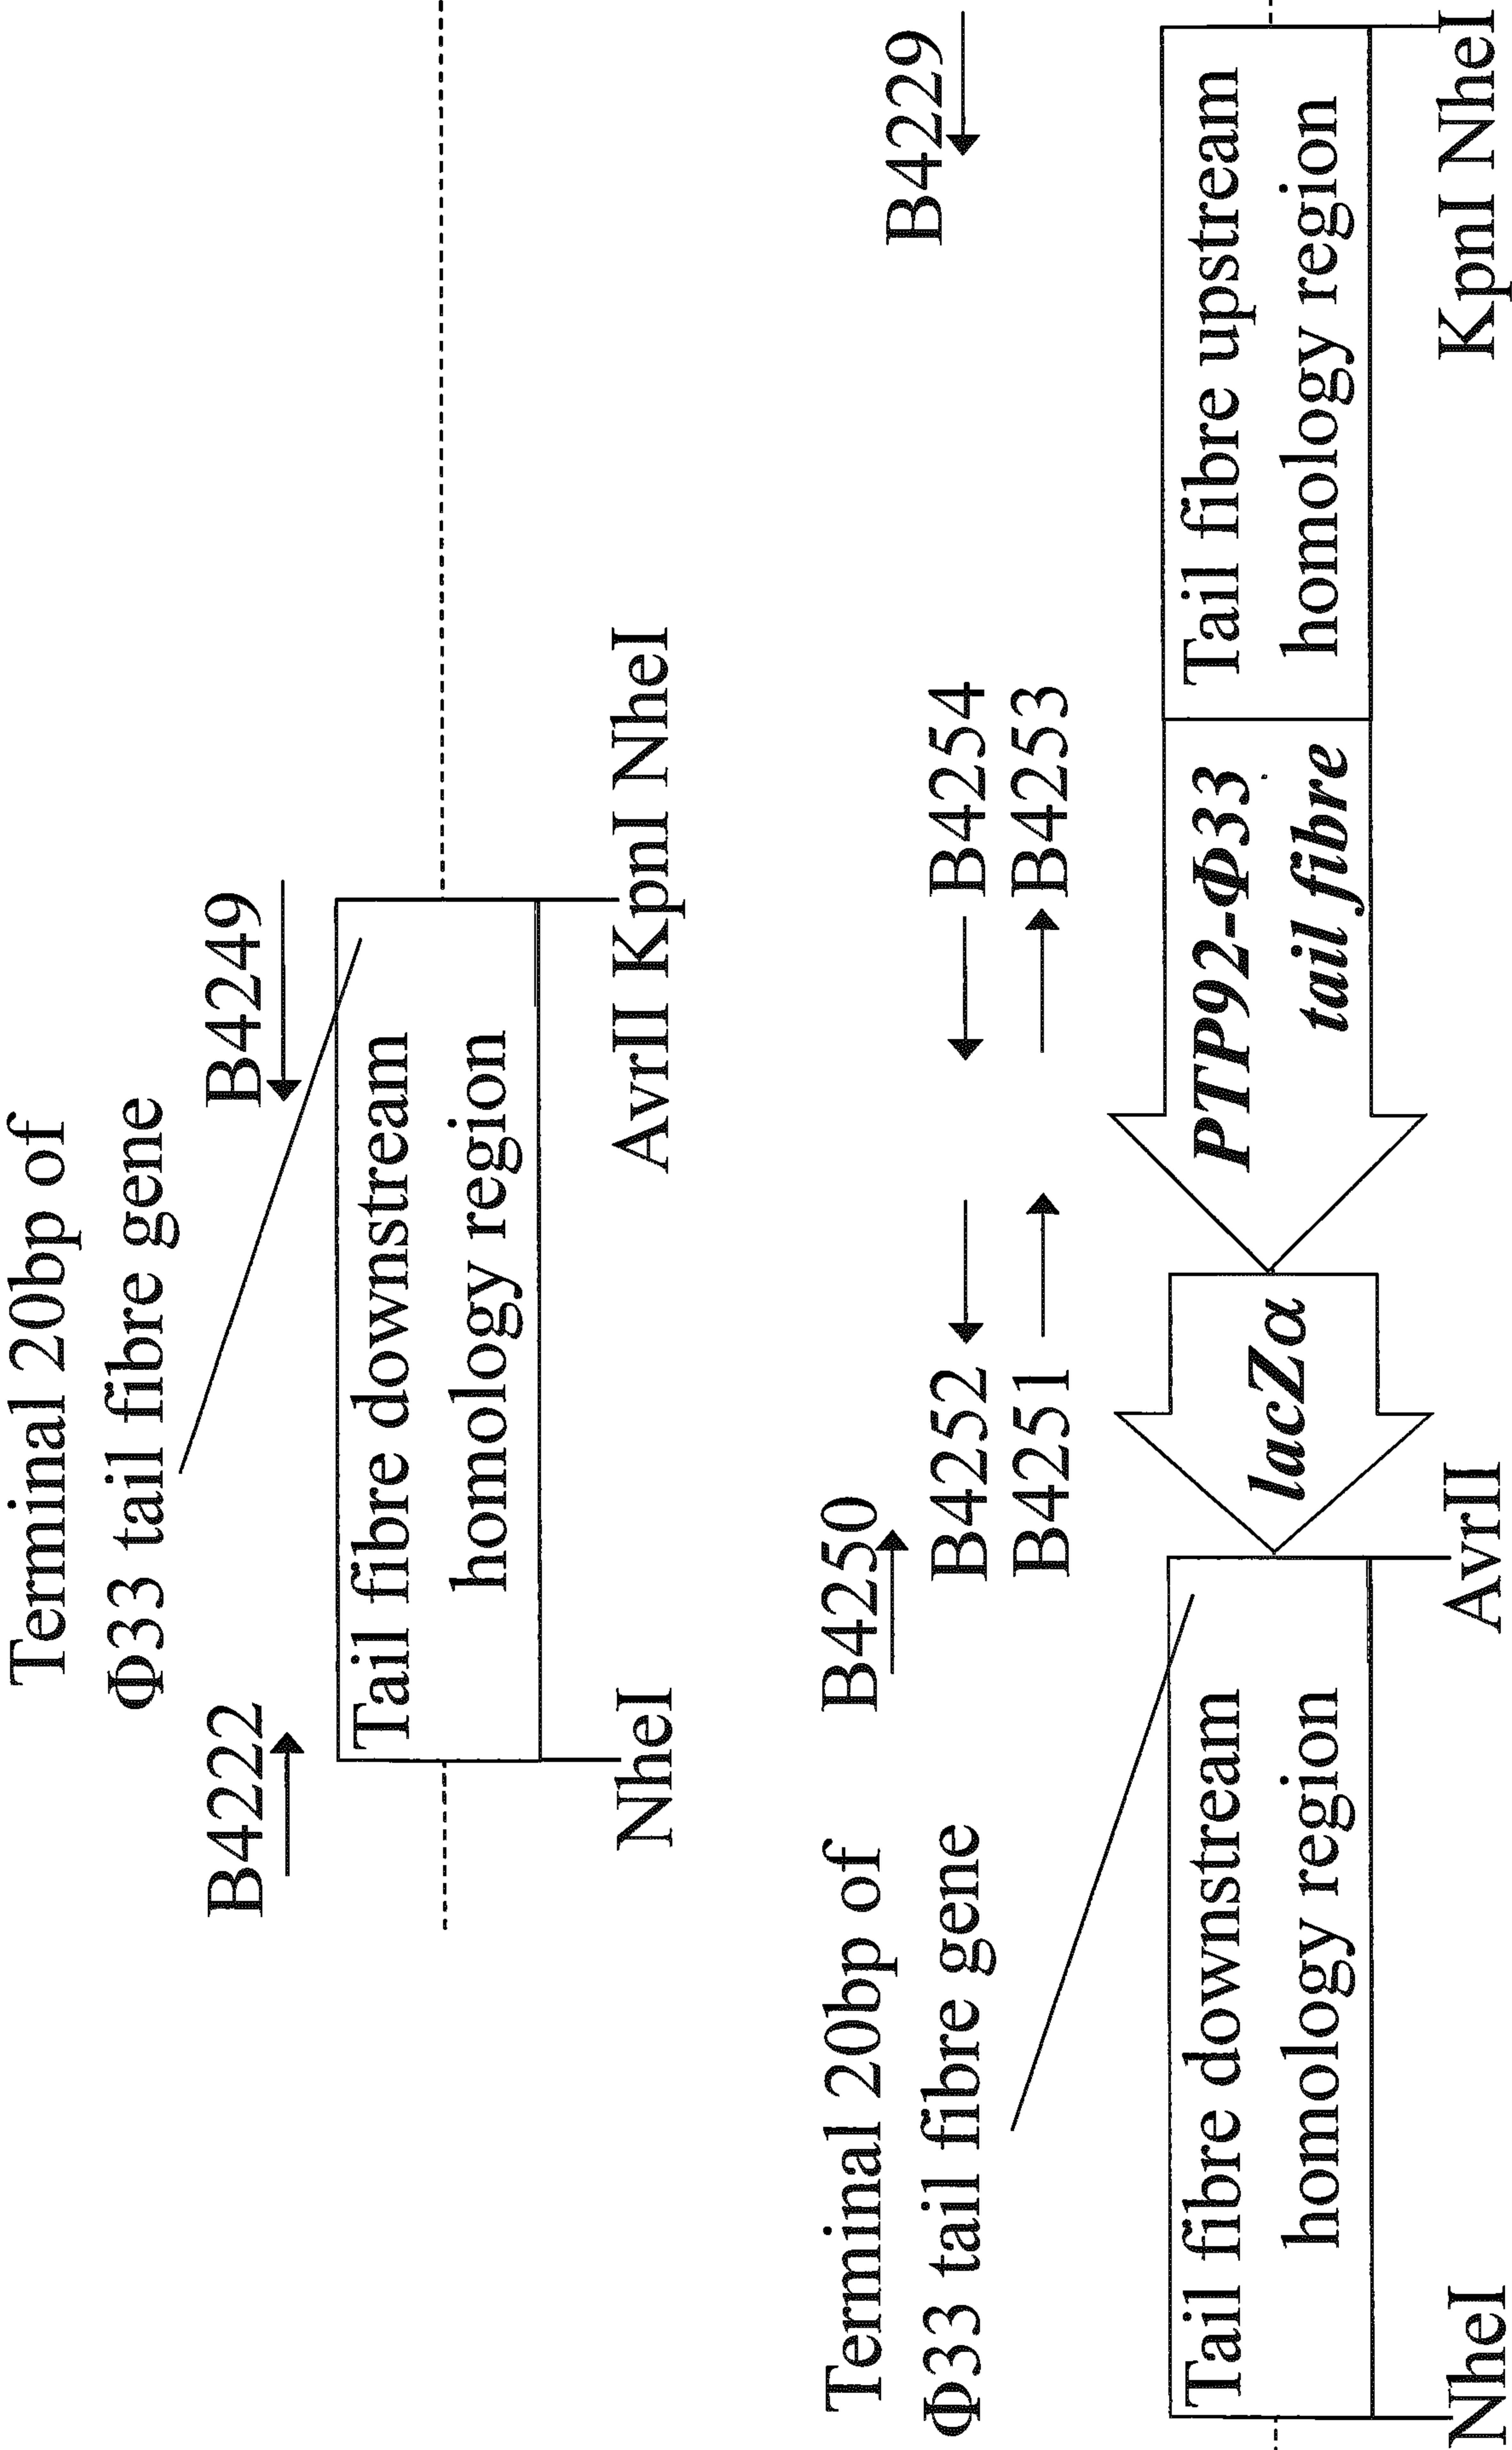 Terminal 20bp of
Φ33 tail fibre gene
B4222
B4249
Tail fibre downstream
homology region
NheI
AvrII KpnI NheI
Terminal 20bp of
Φ33 tail fibre gene
B4250
B4229
B4252
B4254
B4251
B4253
Tail fibre downstream
homology region
lacZα
PTP92-Φ33
tail fibre
Tail fibre upstream
homology region
NheI
AvrII
KpnI NheI